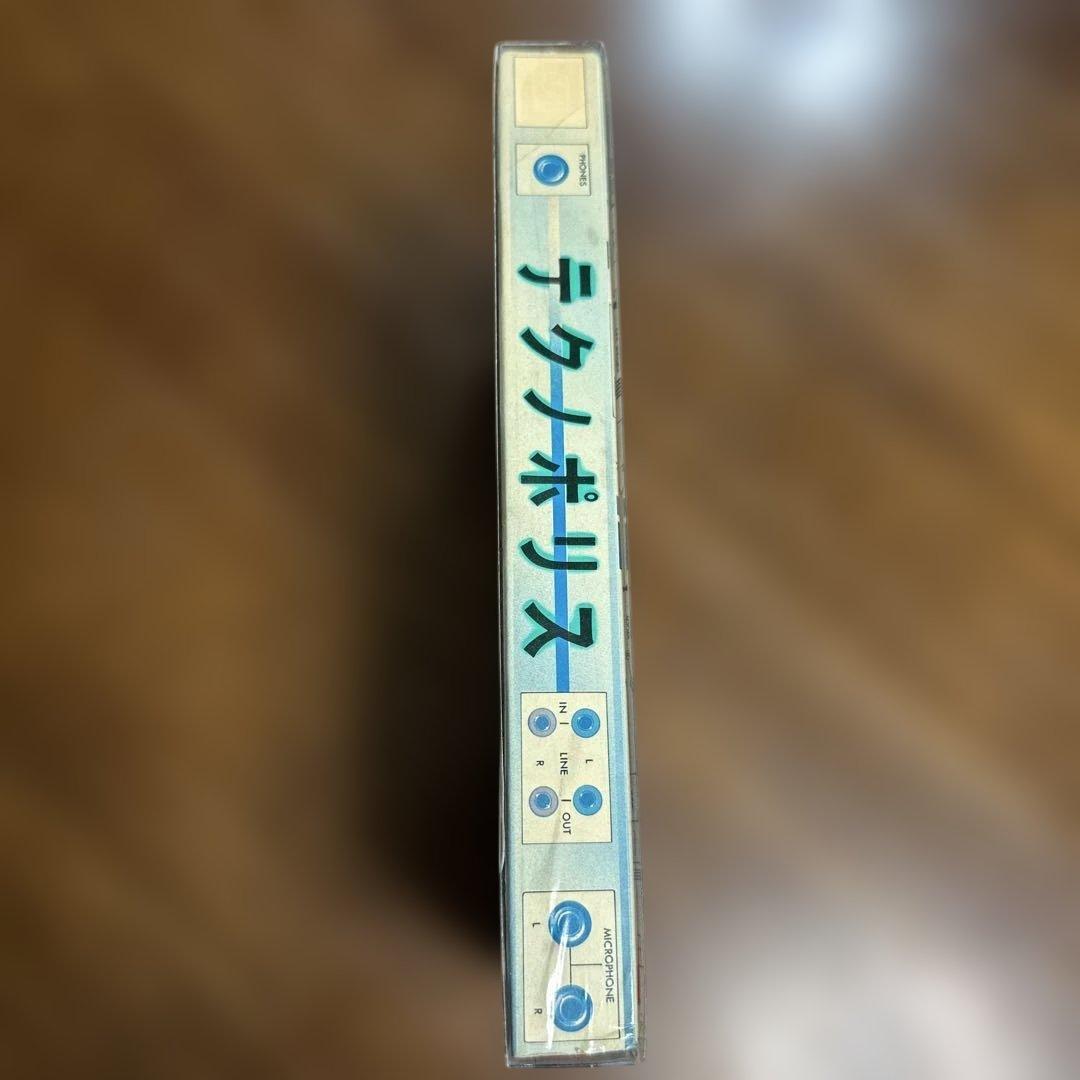 PHONES
テクノポリス
IN
L
R
LINE
OUT
MICROPHONE
L
R